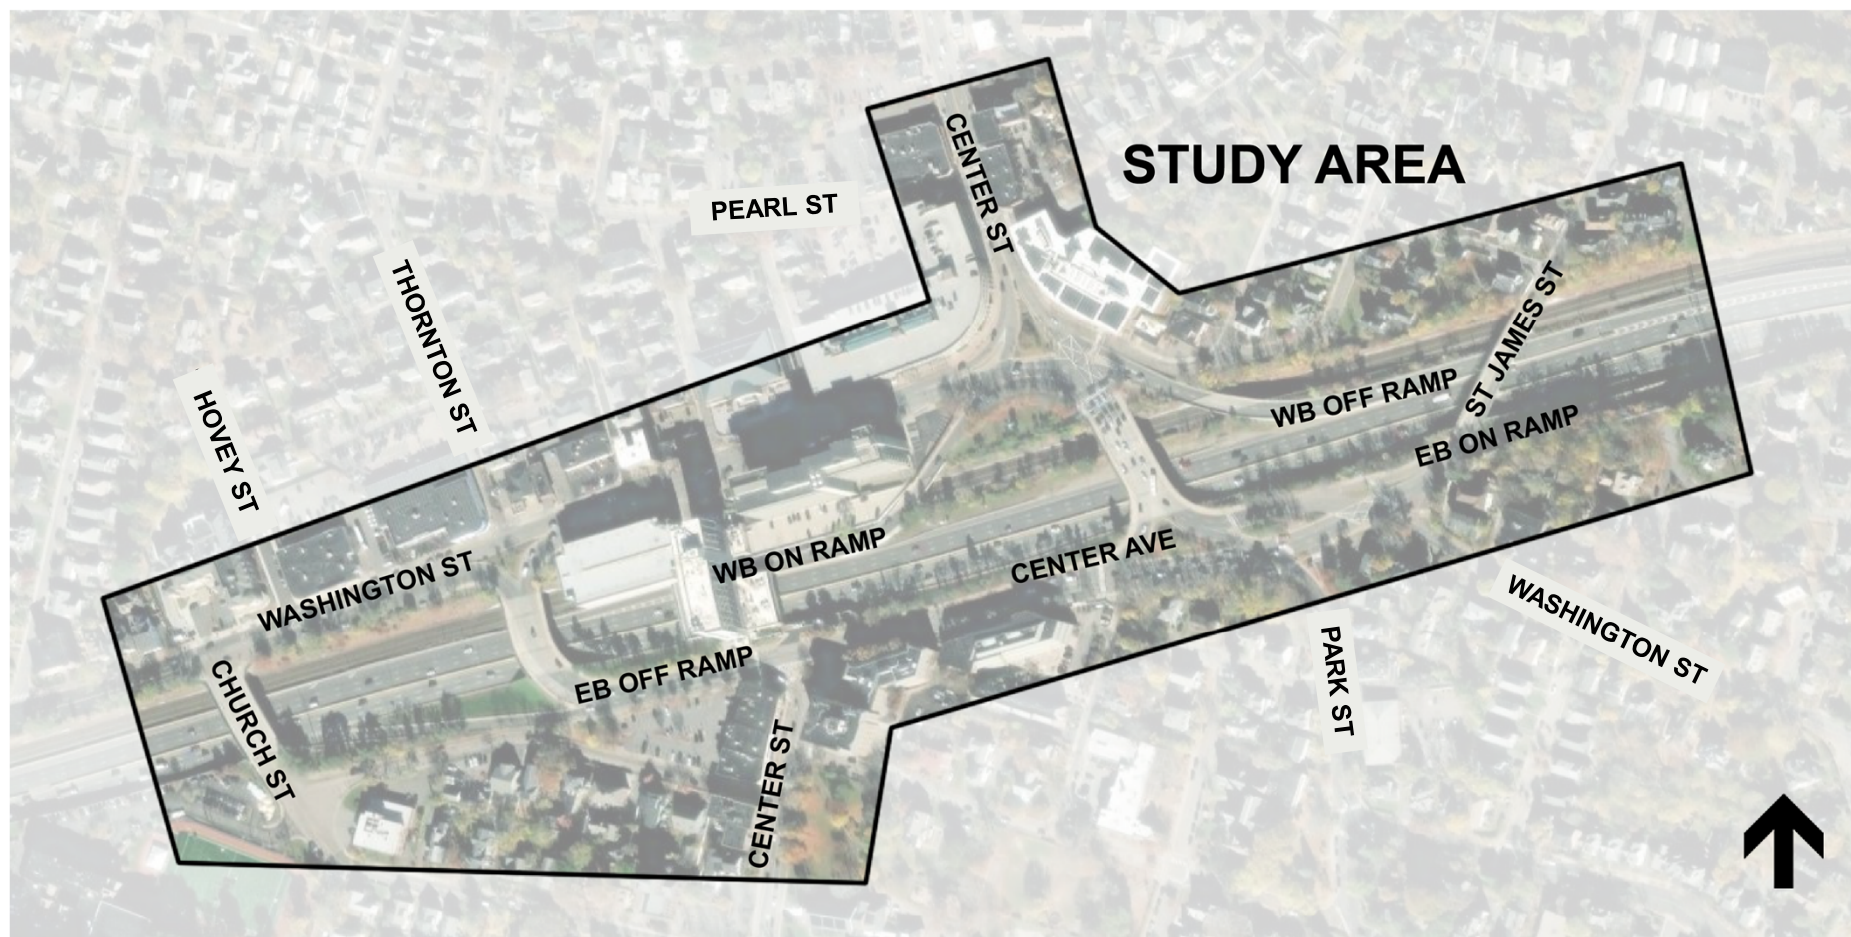 STUDY AREA
CENTER ST
PEARL ST
THORNTON ST
HOVEY ST
ST JAMES ST
WB OFF RAMP
EB ON RAMP
WB ON RAMP
CENTER AVE
WASHINGTON ST
EB OFF RAMP
CHURCH ST
CENTER ST
PARK ST
WASHINGTON ST